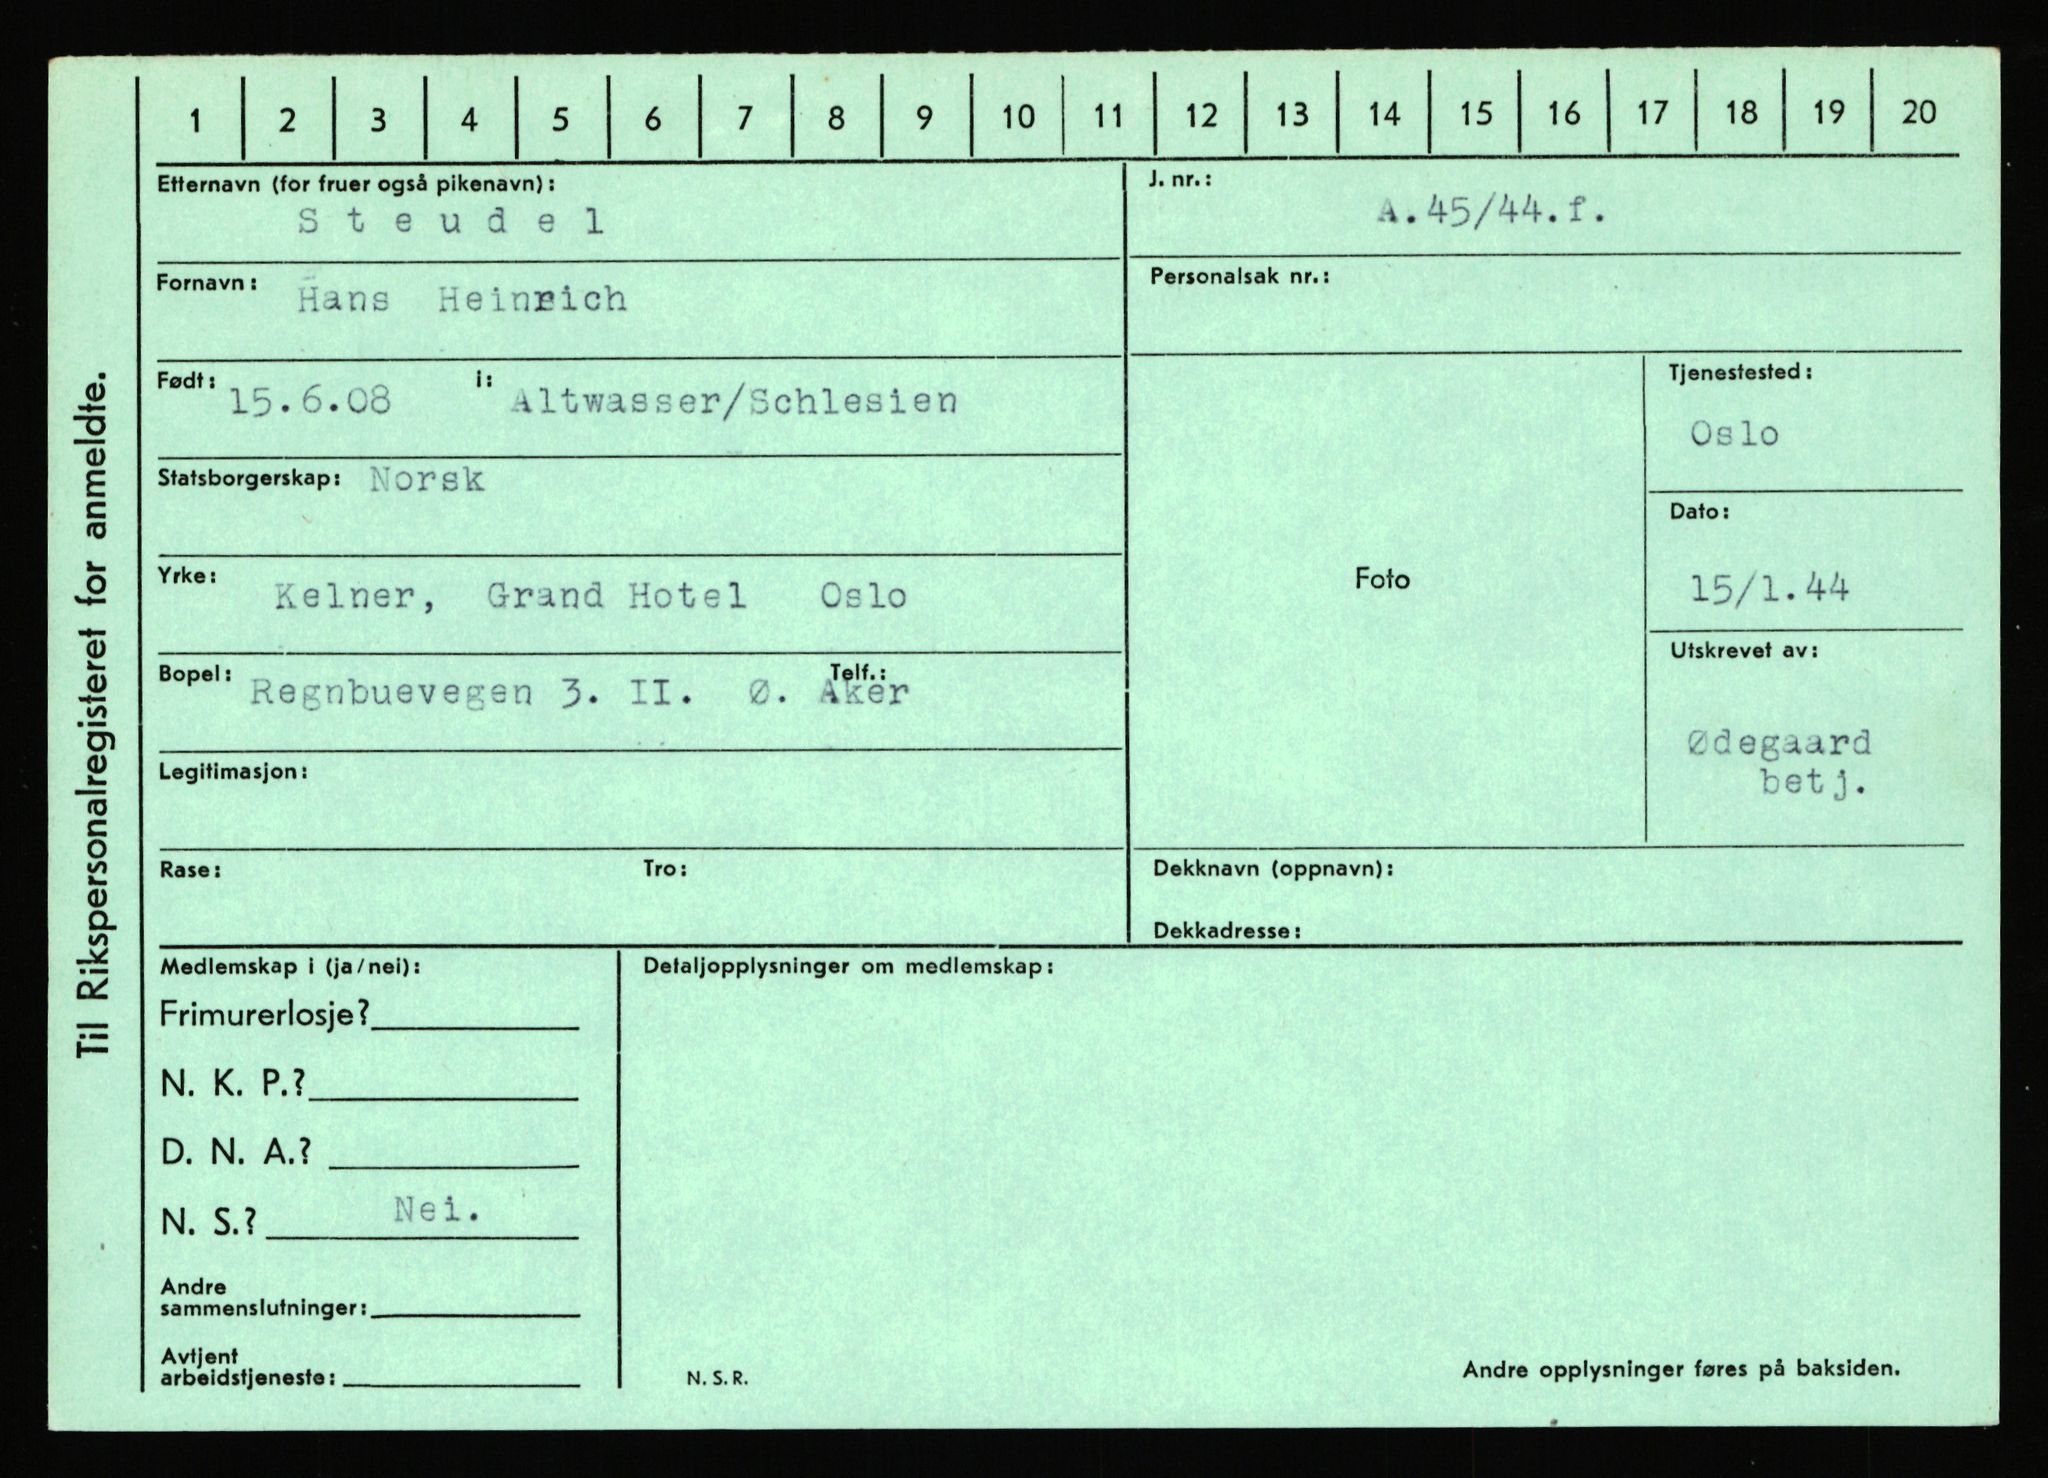 Til Rikspersonalregisteret for anmeldte.
1 2 3 4 5 6 7 8 9 10 11 12 13 14 15 16 17 18 19 20
Etternavn (for fruer også pikenavn):
S t e u d e l
Fornavn: Hans Heinrich
Født: 15.6.08 i: Altwasser/Schlesien
Statsborgerskap: Norsk
Yrke: Kelner, Grand Hotel Oslo
Bopel: Regnbuevegen 3. II. Ø. Aker Telf.:
Legitimasjon:
Rase: Tro:
J. nr.: A.45/44.f.
Personalsak nr.:
Foto
Tjenestested:
Oslo
Dato:
15/1.44
Utskrevet av:
Ødegaard
betj.
Dekknavn (oppnavn):
Dekkadresse:
Medlemskap i (ja/nei):
Frimurerlosje?
N. K. P.?
D. N. A.?
N. S.? Nei.
Andre
sammenslutninger:
Avtjent
arbeidstjeneste:
Detaljopplysninger om medlemskap:
N. S. R.
Andre opplysninger føres på baksiden.